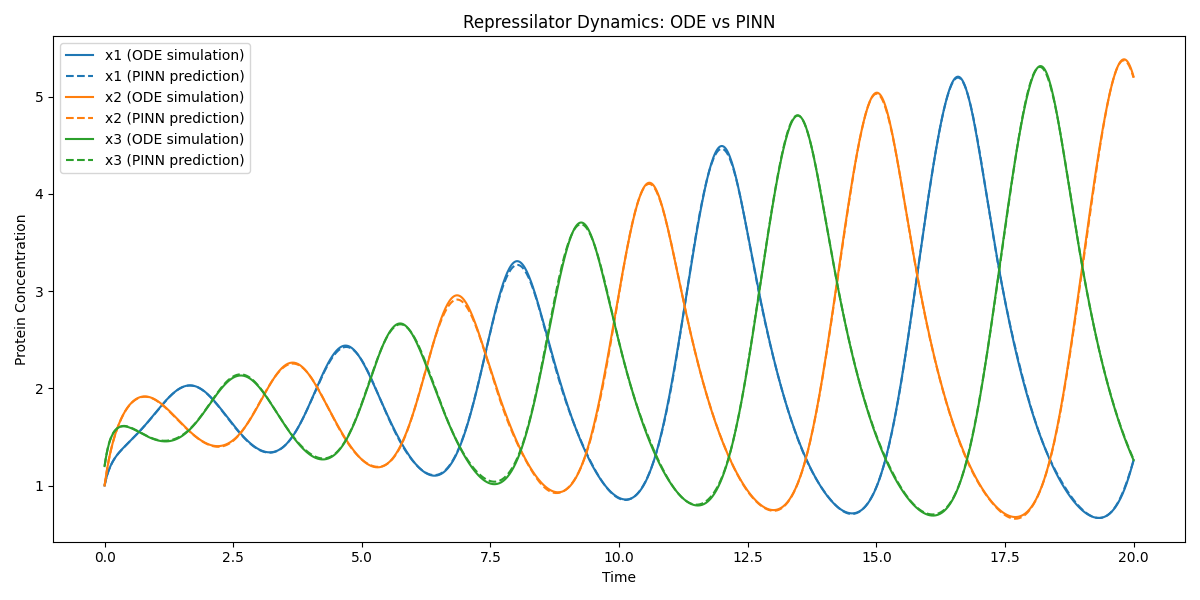 Repressilator Dynamics: ODE vs PINN
x1 (ODE simulation)
x1 (PINN prediction)
x2 (ODE simulation)
x2 (PINN prediction)
x3 (ODE simulation)
x3 (PINN prediction)
Protein Concentration
5
4
3
2
1
0.0 2.5 5.0 7.5 10.0 12.5 15.0 17.5 20.0
Time